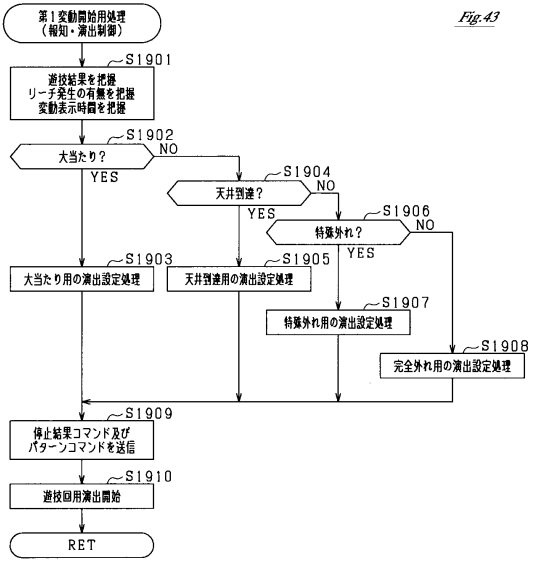 Fig.43
第1変動開始用処理
(報知・演出制御)
S1901
遊技結果を把握
リーチ発生の有無を把握
変動表示時間を把握
S1902
大当たり?
NO
YES
S1904
天井到達?
NO
YES
S1906
特殊外れ?
NO
YES
S1903
大当たり用の演出設定処理
S1905
天井到達用の演出設定処理
S1907
特殊外れ用の演出設定処理
S1908
完全外れ用の演出設定処理
S1909
停止結果コマンド及び
パターンコマンドを送信
S1910
遊技回用演出開始
RET